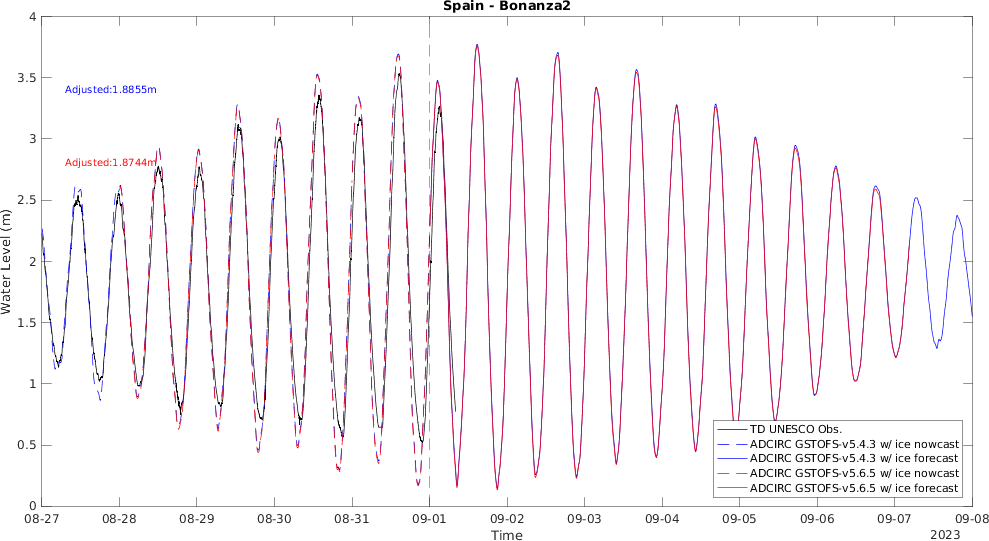 Spain - Bonanza2
4
3.5
3
2.5
2
1.5
1
0.5
0
Water Level (m)
Adjusted:1.8855m
Adjusted:1.8744m
TD UNESCO Obs.
ADCIRC GSTOFS-v5.4.3 w/ ice nowcast
ADCIRC GSTOFS-v5.4.3 w/ ice forecast
ADCIRC GSTOFS-v5.6.5 w/ ice nowcast
ADCIRC GSTOFS-v5.6.5 w/ ice forecast
08-27 08-28 08-29 08-30 08-31 09-01 09-02 09-03 09-04 09-05 09-06 09-07 09-08
Time
2023